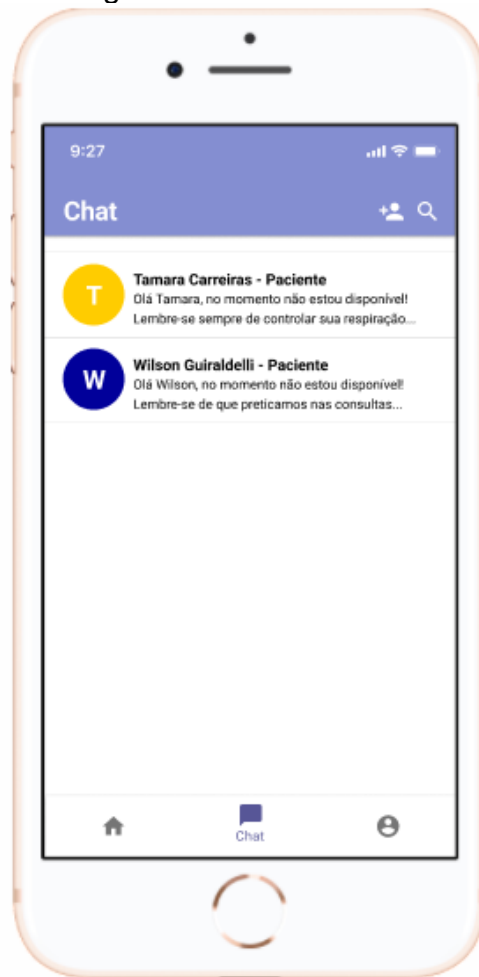 9:27
Chat
T
Tamara Carreiras - Paciente
Olá Tamara, no momento não estou disponível!
Lembre-se sempre de controlar sua respiração...
W
Wilson Guiraldelli - Paciente
Olá Wilson, no momento não estou disponível!
Lembre-se de que preticamos nas consultas...
Chat